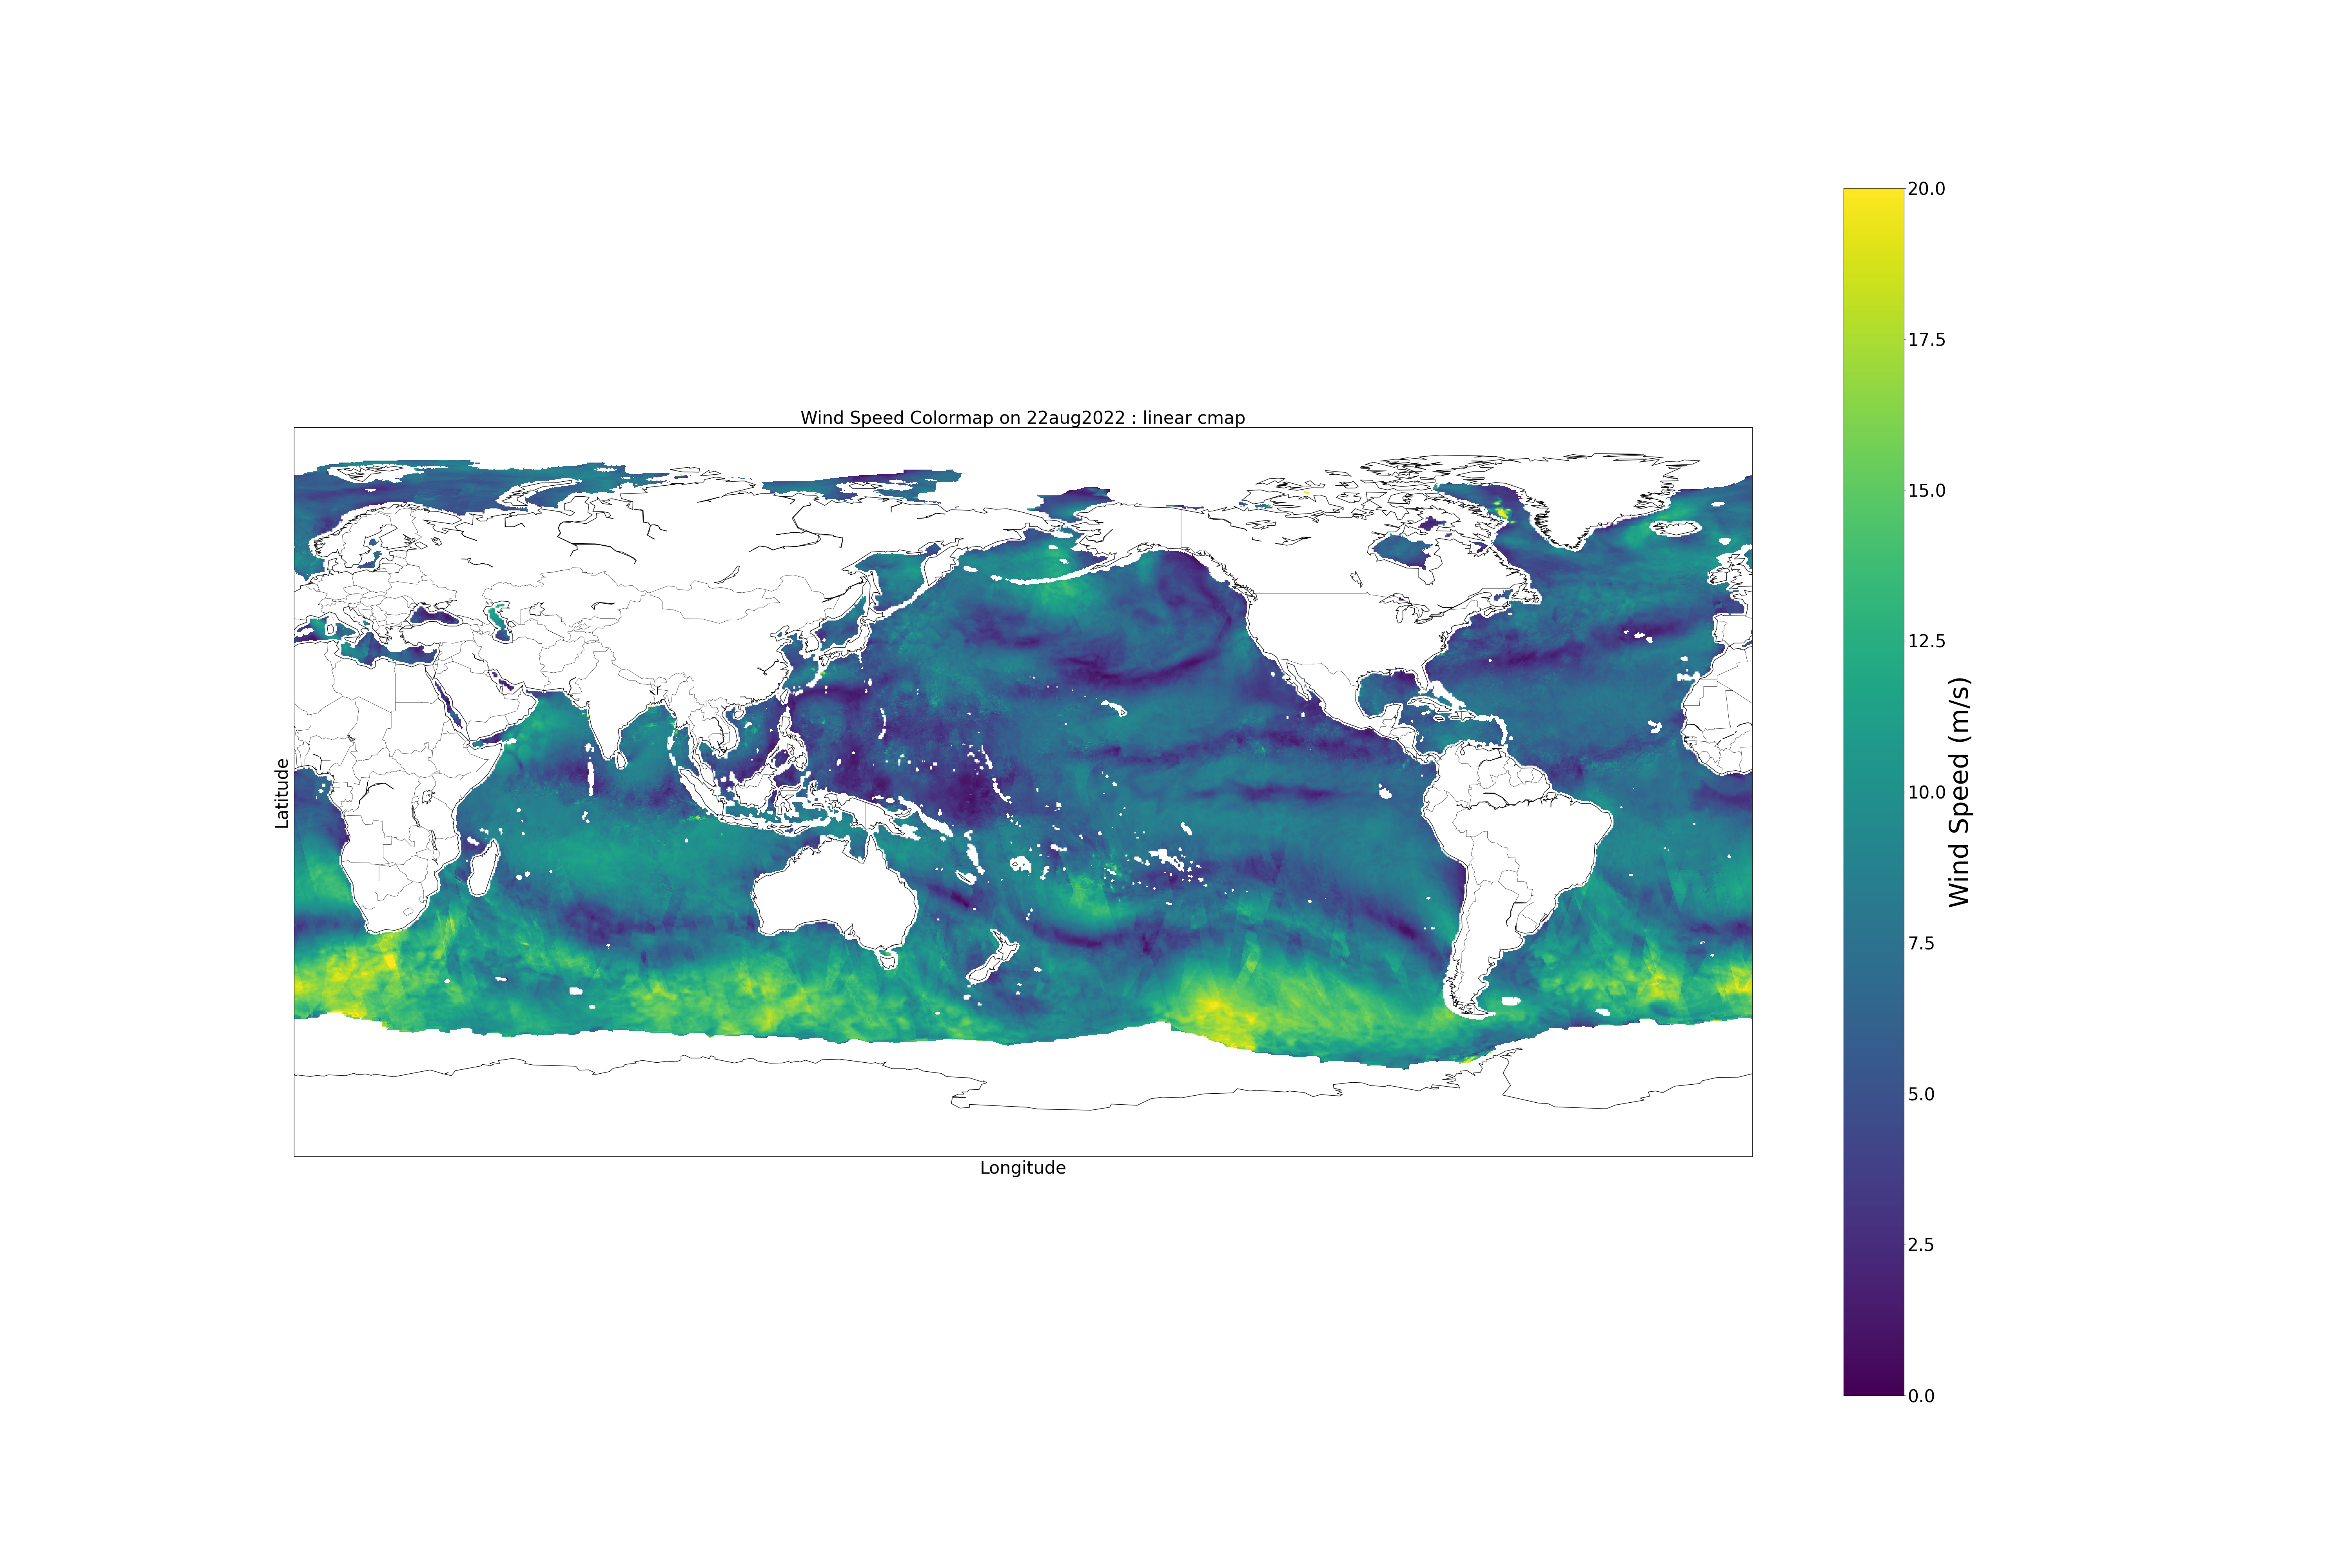 Wind Speed Colormap on 22aug2022 : linear cmap
Latitude
Longitude
20.0
17.5
15.0
12.5
10.0
7.5
5.0
2.5
0.0
Wind Speed (m/s)